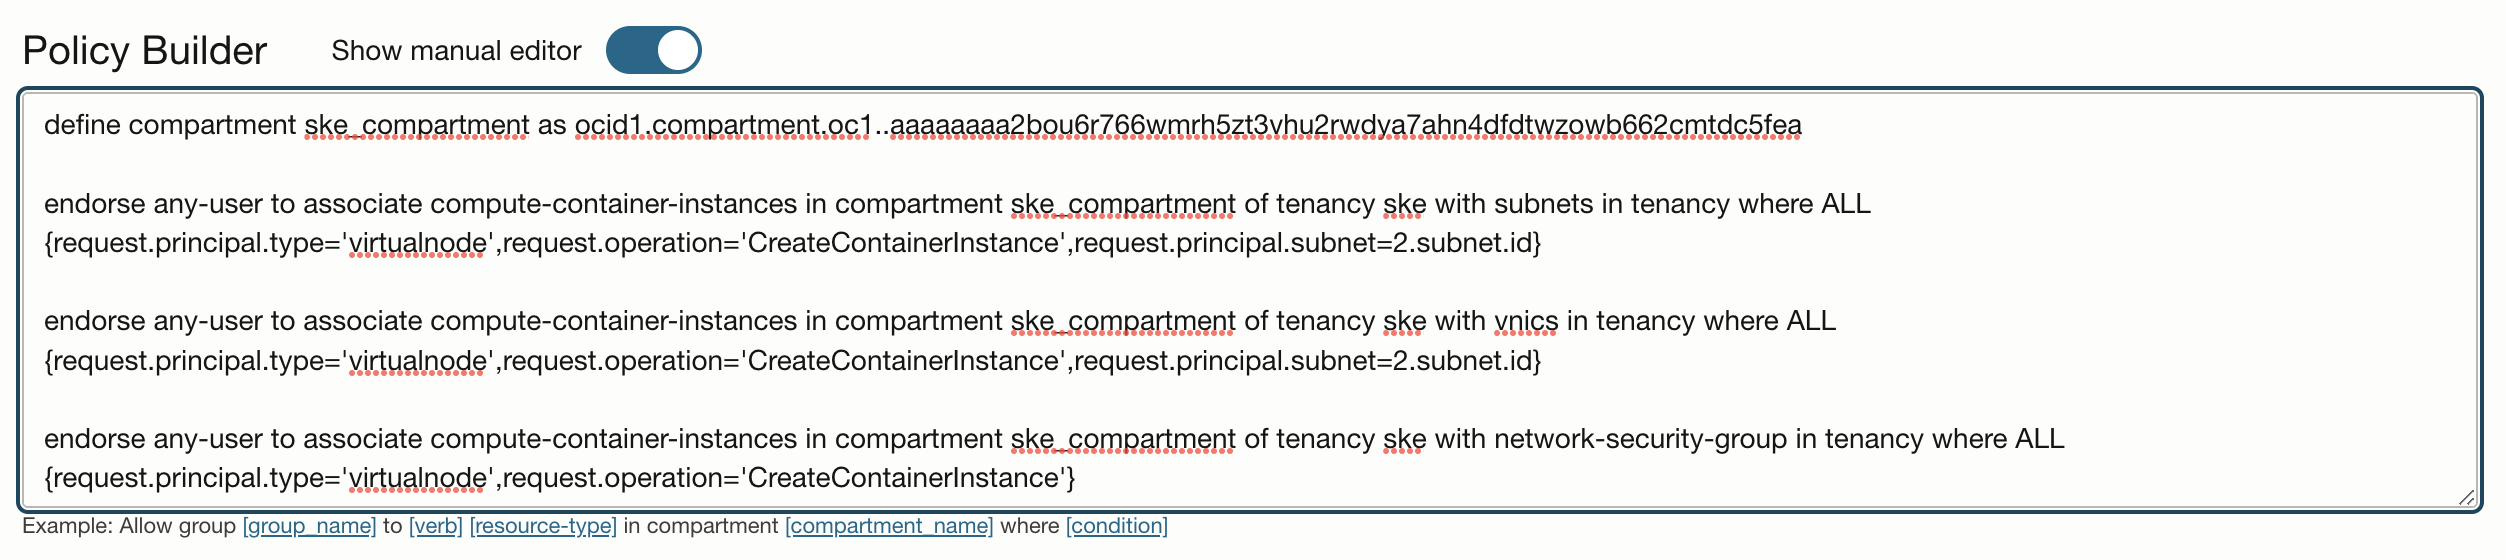 Policy Builder Show manual editor
define compartment ske_compartment as ocid1.compartment.oc1..aaaaaaaa2bou6r766wmrh5zt3vhu2rwdya7ahn4dfdtwzowb662cmtdc5fea
endorse any-user to associate compute-container-instances in compartment ske_compartment of tenancy ske with subnets in tenancy where ALL
{request.principal.type='virtualnode',request.operation='CreateContainerInstance',request.principal.subnet=2.subnet.id}
endorse any-user to associate compute-container-instances in compartment ske_compartment of tenancy ske with vnics in tenancy where ALL
{request.principal.type='virtualnode',request.operation='CreateContainerInstance',request.principal.subnet=2.subnet.id}
endorse any-user to associate compute-container-instances in compartment ske_compartment of tenancy ske with network-security-group in tenancy where ALL
{request.principal.type='virtualnode',request.operation='CreateContainerInstance'}
Example: Allow group [group_name] to [verb] [resource-type] in compartment [compartment_name] where [condition]